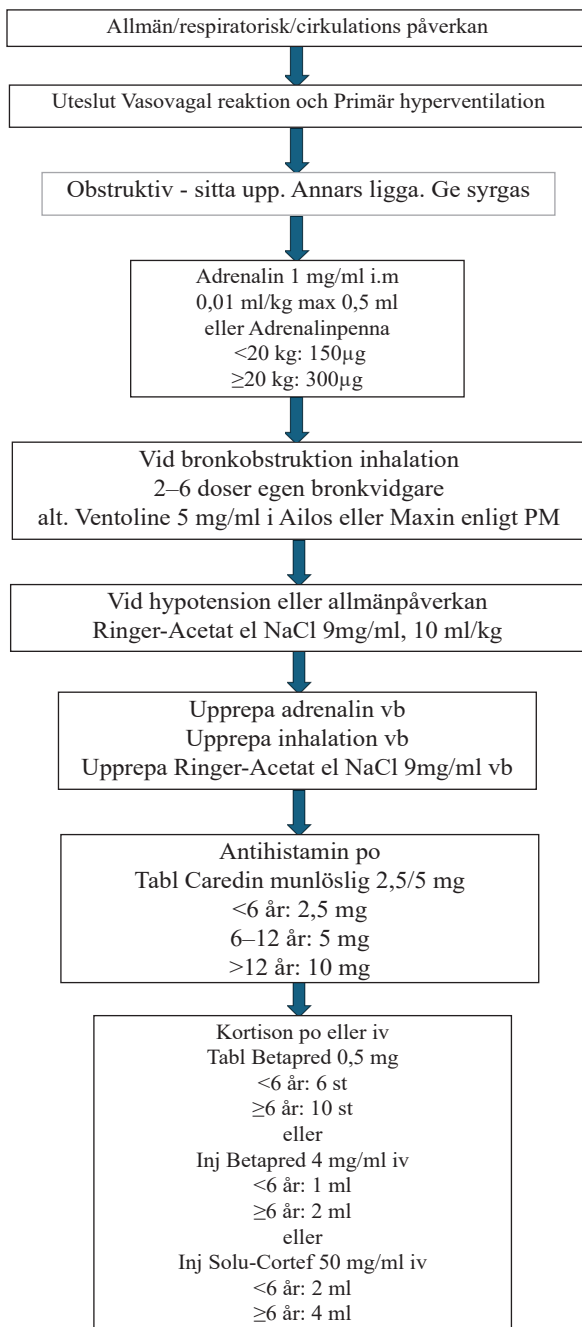 Allmän/respiratorisk/cirkulations påverkan
Uteslut Vasovagal reaktion och Primär hyperventilation
Obstruktiv - sitta upp. Annars ligga. Ge syrgas
Adrenalin 1 mg/ml i.m
0,01 ml/kg max 0,5 ml
eller Adrenalinpenna
<20 kg: 150µg
≥20 kg: 300µg
Vid bronkobstruktion inhalation
2–6 doser egen bronkvidgare
alt. Ventoline 5 mg/ml i Ailos eller Maxin enligt PM
Vid hypotension eller allmänpåverkan
Ringer-Acetat el NaCl 9mg/ml, 10 ml/kg
Upprepa adrenalin vb
Upprepa inhalation vb
Upprepa Ringer-Acetat el NaCl 9mg/ml vb
Antihistamin po
Tabl Caredin munlöslig 2,5/5 mg
<6 år: 2,5 mg
6–12 år: 5 mg
>12 år: 10 mg
Kortison po eller iv
Tabl Betapred 0,5 mg
<6 år: 6 st
≥6 år: 10 st
eller
Inj Betapred 4 mg/ml iv
<6 år: 1 ml
≥6 år: 2 ml
eller
Inj Solu-Cortef 50 mg/ml iv
<6 år: 2 ml
≥6 år: 4 ml